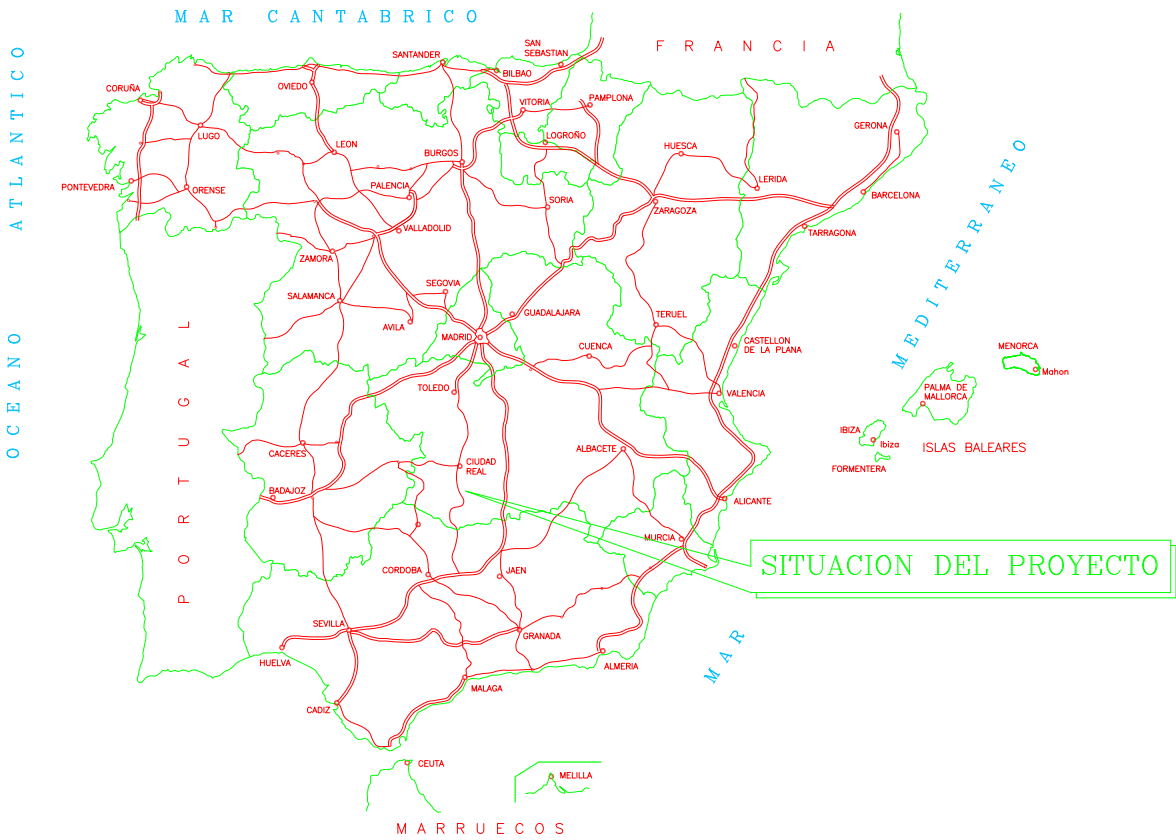 MAR CANTABRICO
OCEANO ATLANTICO
FRANCIA
SAN
SEBASTIAN
SANTANDER
BILBAO
OVIEDO
CORUÑA
VITORIA
PAMPLONA
LUGO
LEON
LOGROÑO
GERONA
BURGOS
HUESCA
PONTEVEDRA
ORENSE
PALENCIA
LERIDA
BARCELONA
SORIA
ZARAGOZA
VALLADOLID
TARRAGONA
ZAMORA
SEGOVIA
SALAMANCA
GUADALAJARA
AVILA
TERUEL
MADRID
CUENCA
CASTELLON
DE LA PLANA
MENORCA
Mahon
TOLEDO
VALENCIA
PALMA DE
MALLORCA
IBIZA
Ibiza
ISLAS BALEARES
FORMENTERA
CACERES
ALBACETE
CIUDAD
REAL
BADAJOZ
ALICANTE
MURCIA
PORTUGAL
SITUACION DEL PROYECTO
CORDOBA
JAEN
SEVILLA
GRANADA
HUELVA
ALMERIA
MAR MEDITERRANEO
MALAGA
CADIZ
CEUTA
MELILLA
MARRUECOS